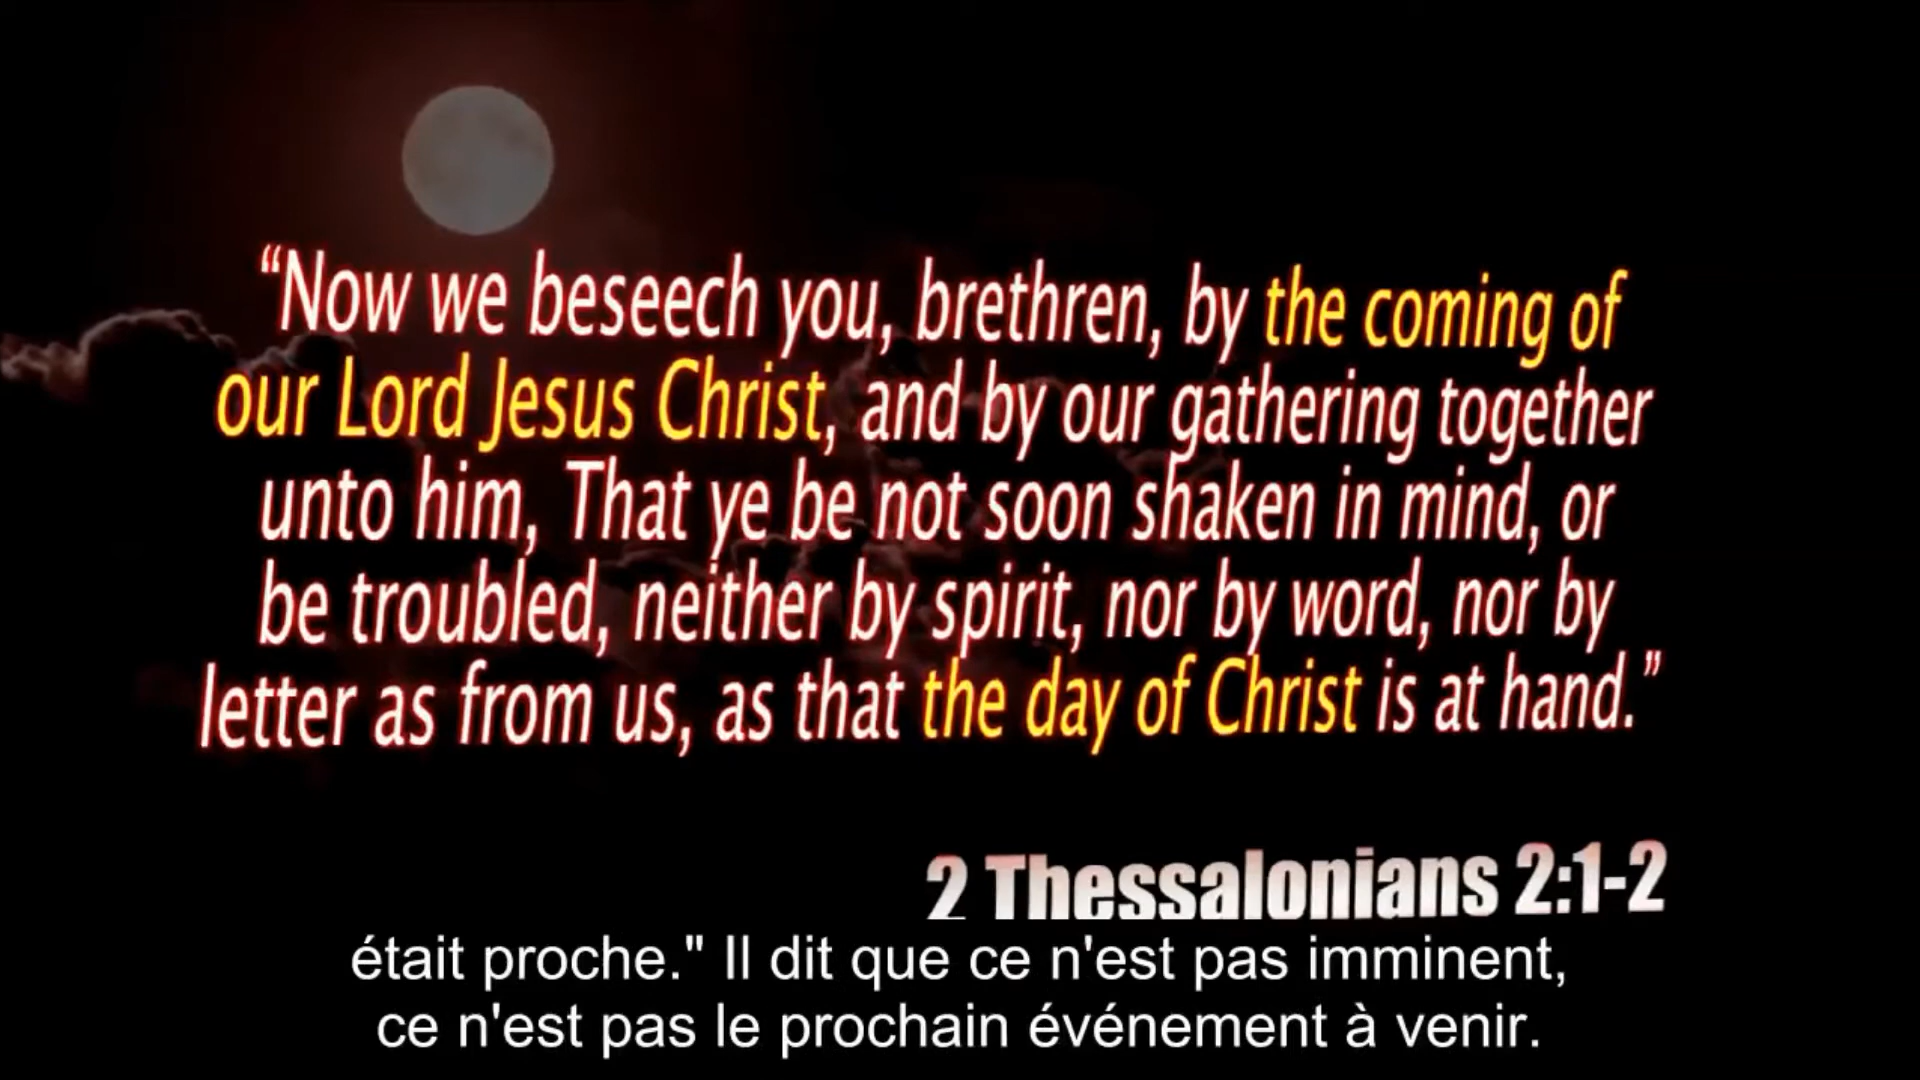 “Now we beseech you, brethren, by the coming of
our Lord Jesus Christ, and by our gathering together
unto him, That ye be not soon shaken in mind, or
be troubled, neither by spirit, nor by word, nor by
letter as from us, as that the day of Christ is at hand.”
2 Thessalonians 2:1-2
était proche." Il dit que ce n'est pas imminent,
ce n'est pas le prochain événement à venir.